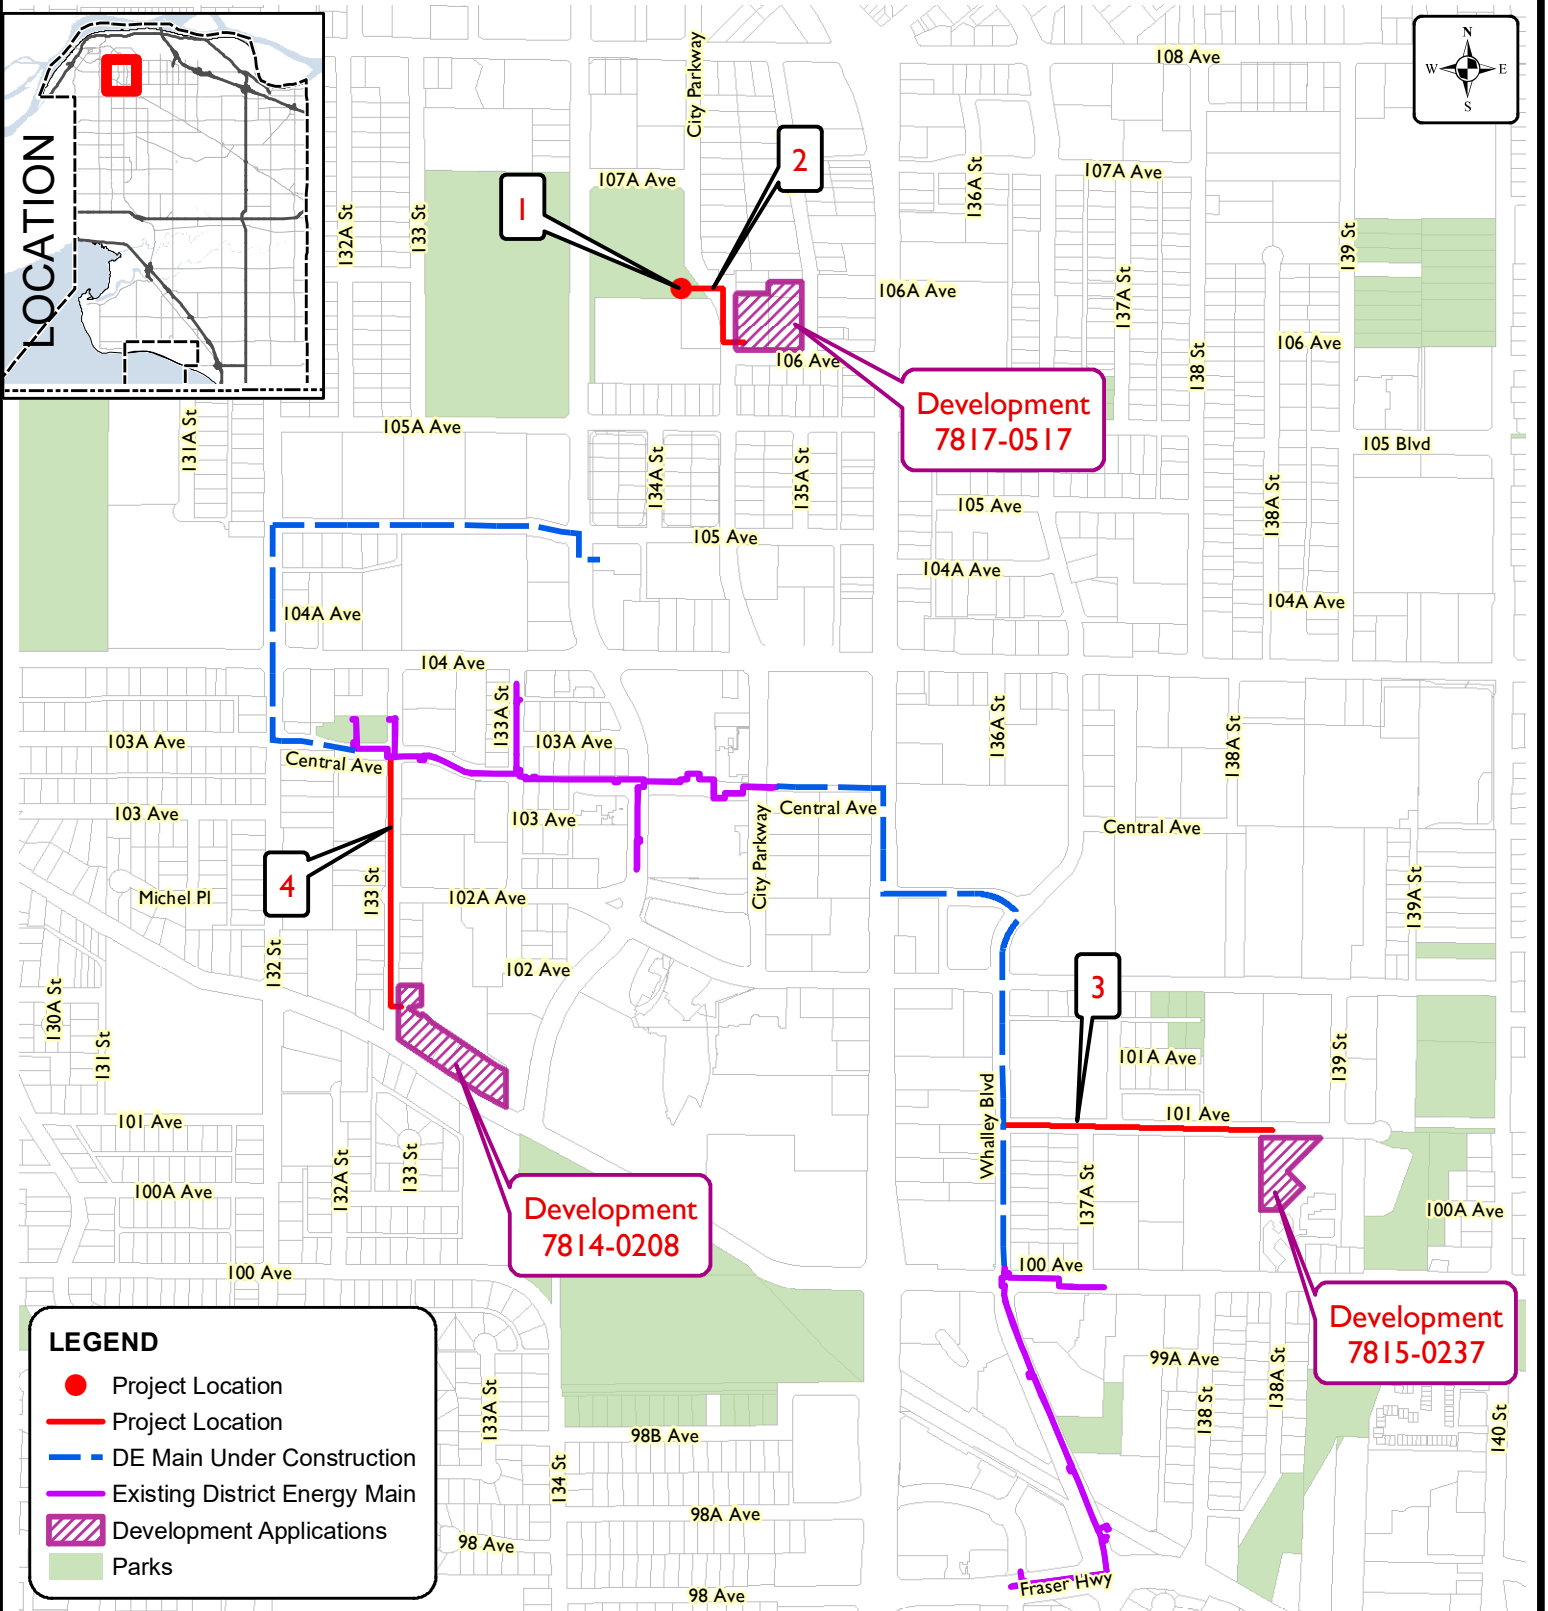 LOCATION
N
W
E
S
108 Ave
City Parkway
2
107A Ave
107A Ave
136A St
1
132A St
133 St
139 St
106A Ave
137A St
106 Ave
138 St
106 Ave
Development
7817-0517
131A St
105A Ave
105 Blvd
134A St
135A St
138A St
105 Ave
105 Ave
104A Ave
104A Ave
104A Ave
104 Ave
133A St
136A St
138A St
103A Ave
103A Ave
Central Ave
103 Ave
103 Ave
Central Ave
Central Ave
City Parkway
4
133 St
Michel Pl
102A Ave
139A St
132 St
102 Ave
3
130A St
131 St
101A Ave
139 St
Whalley Blvd
101 Ave
101 Ave
132A St
133 St
137A St
100A Ave
100A Ave
Development
7814-0208
100 Ave
100 Ave
Development
7815-0237
99A Ave
138A St
138 St
133A St
140 St
98B Ave
134 St
98A Ave
98 Ave
98 Ave
Fraser Hwy
LEGEND
Project Location
Project Location
DE Main Under Construction
Existing District Energy Main
Development Applications
Parks